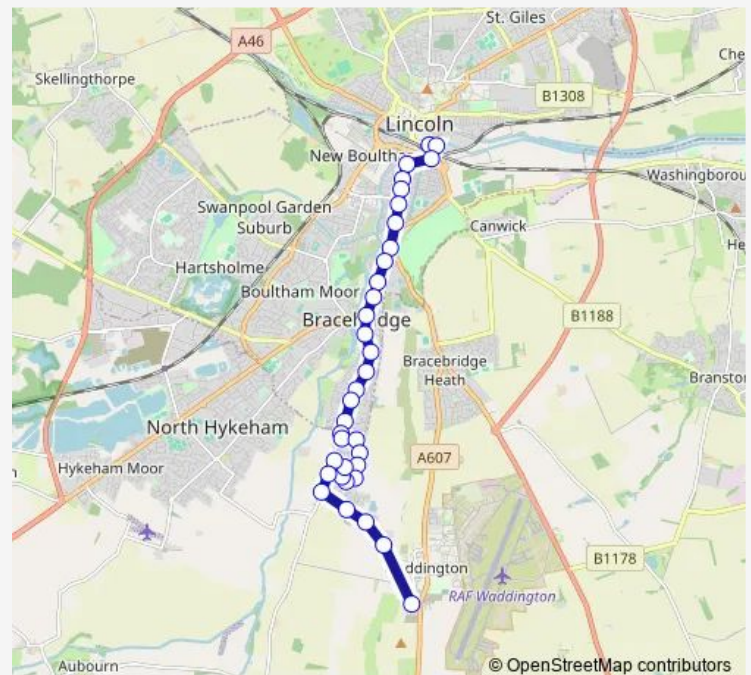 St. Giles
A46
Skellingthorpe
Che
B1308
Lincoln
New Boultha
Washingborou
Swanpool Garden
Suburb
Canwick
He
Hartsholme
Boultham Moor
B1188
Bracebridge
Bracebridge
Heath
Branston
North Hykeham
A607
Hykeham Moor
B1178
ddington
RAF Waddington
Aubourn
© OpenStreetMap contributors